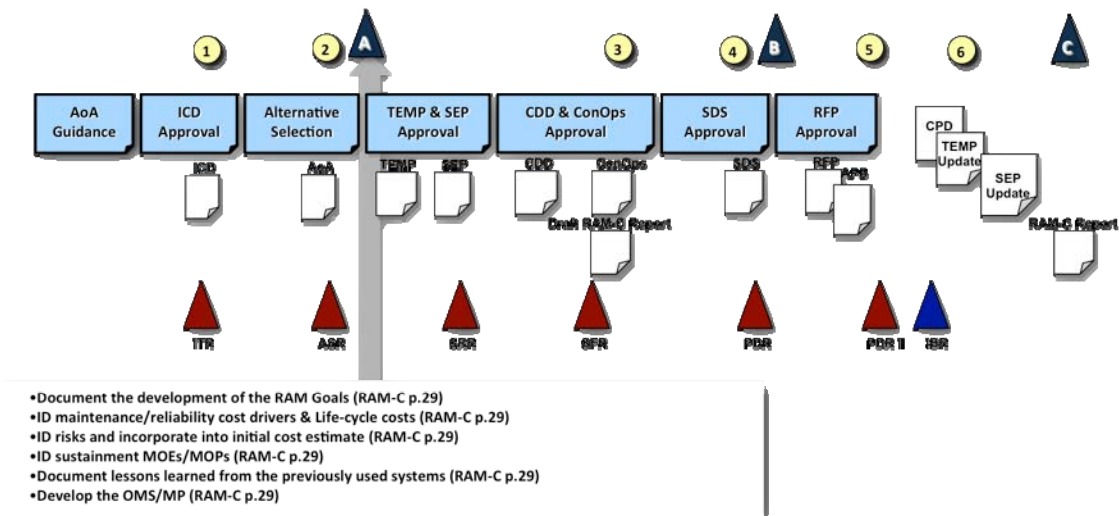 1
2
A
3
4
B
5
6
C
AoA
Guidance
ICD
Approval
Alternative
Selection
TEMP & SEP
Approval
CDD & ConOps
Approval
SDS
Approval
RFP
Approval
CPD
TEMP
Update
SEP
Update
ICD
AoA
TEMP
SEP
CDD
ConOps
SDS
RFP
APB
Draft RAM-C Report
RAM-C Report
ITR
ASR
SRR
SFR
PDR
PDR II
IBR
•Document the development of the RAM Goals (RAM-C p.29)
•ID maintenance/reliability cost drivers & Life-cycle costs (RAM-C p.29)
•ID risks and incorporate into initial cost estimate (RAM-C p.29)
•ID sustainment MOEs/MOPs (RAM-C p.29)
•Document lessons learned from the previously used systems (RAM-C p.29)
•Develop the OMS/MP (RAM-C p.29)